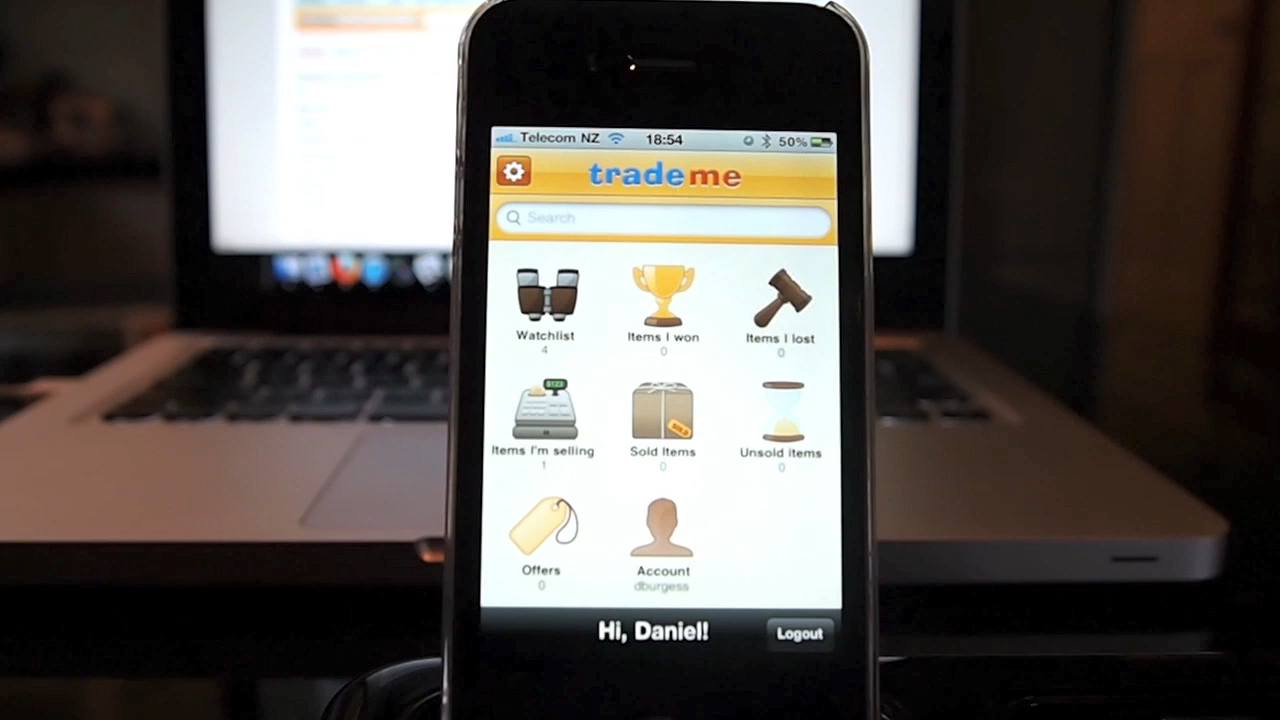 Telecom NZ 18:54 50%
trademe
Search
Watchlist Items I won Items I lost
4 0 0
$123
SOLD
Items I'm selling Sold Items Unsold items
1 0 0
Offers Account
0 dburgess
Hi, Daniel! Logout